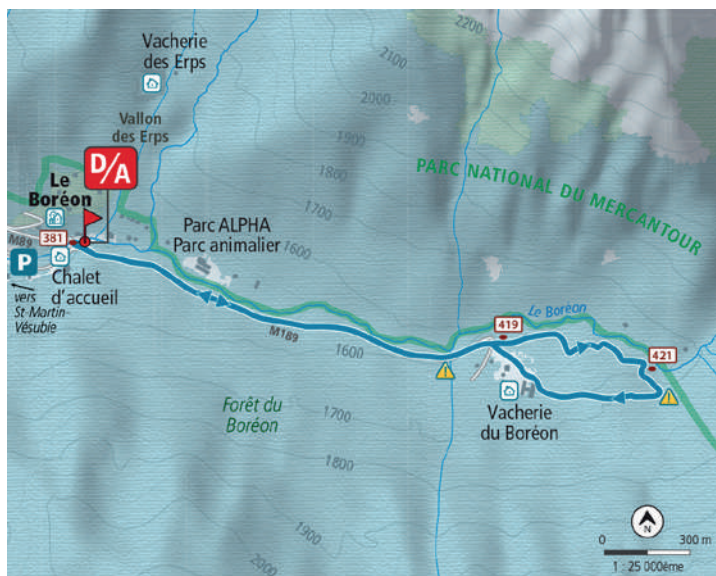 2200
2100
2000
1900
1800
1700
1600
Vacherie
des Erps
Vallon
des Erps
D/A
Le
Boréon
M89
381
P
Chalet
d'accueil
vers
St-Martin-
Vésubie
Parc ALPHA
Parc animalier
PARC NATIONAL DU MERCANTOUR
M189
Le Boréon
419
421
1600
Forêt du
Boréon
1700
1800
1900
2000
Vacherie
du Boréon
N
0 300 m
1 : 25 000ème